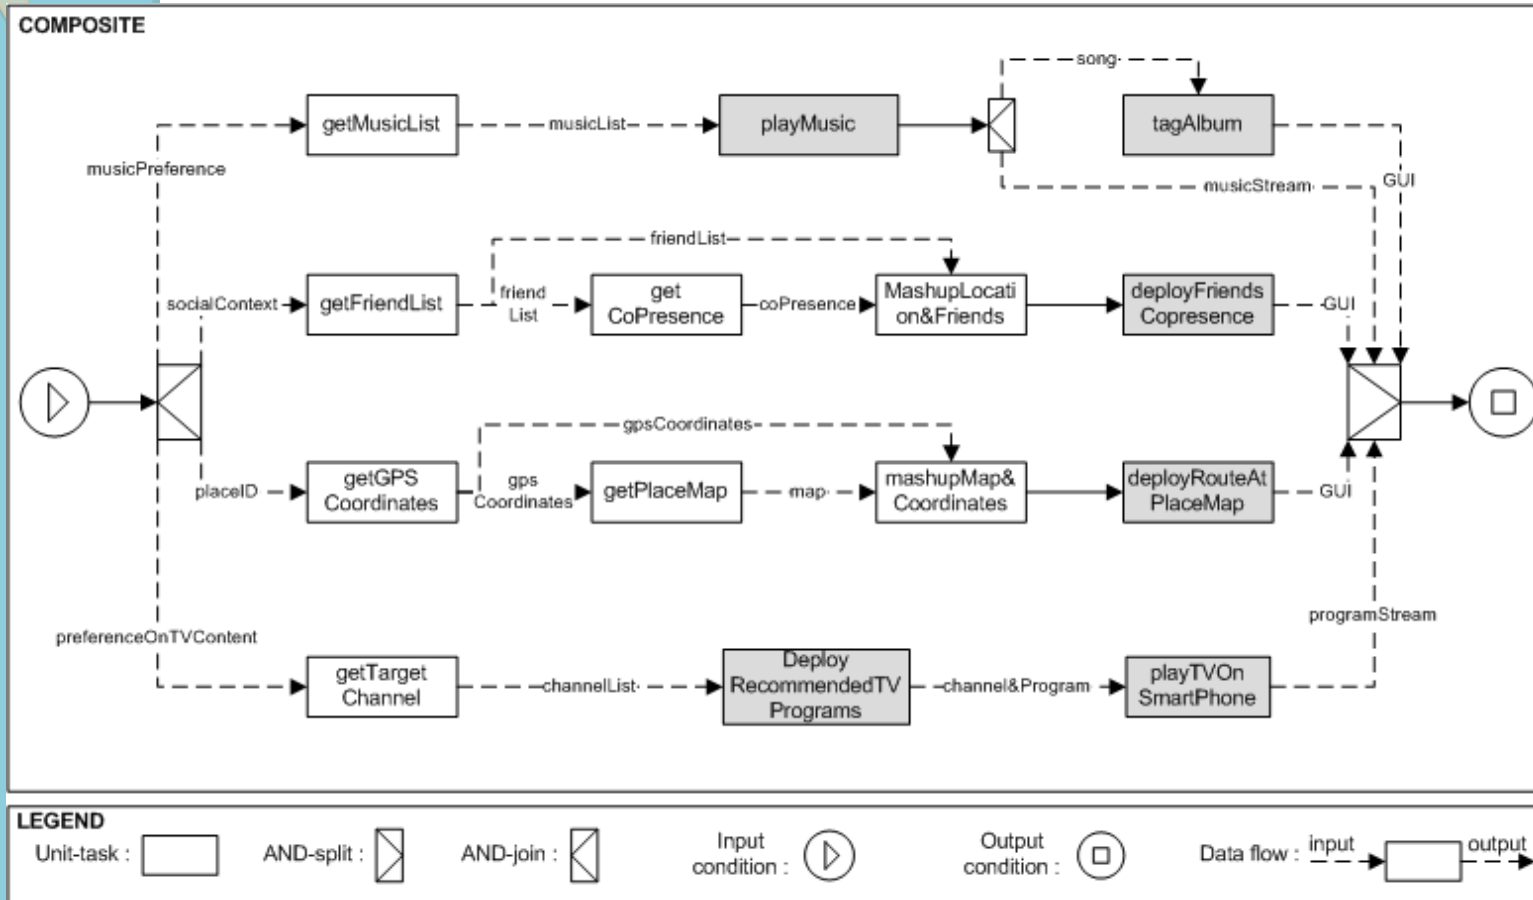 COMPOSITE
song
getMusicList
musicList
playMusic
tagAlbum
musicPreference
musicStream
GUI
friendList
socialContext
getFriendList
friend
List
get
CoPresence
coPresence
MashupLocati
on&Friends
deployFriends
Copresence
GUI
gpsCoordinates
placeID
getGPS
Coordinates
gps
Coordinates
getPlaceMap
map
mashupMap&
Coordinates
deployRouteAt
PlaceMap
GUI
programStream
preferenceOnTVContent
getTarget
Channel
channelList
Deploy
RecommendedTV
Programs
channel&Program
playTVOn
SmartPhone
LEGEND
Unit-task :
AND-split :
AND-join :
Input
condition :
Output
condition :
Data flow :
input
output